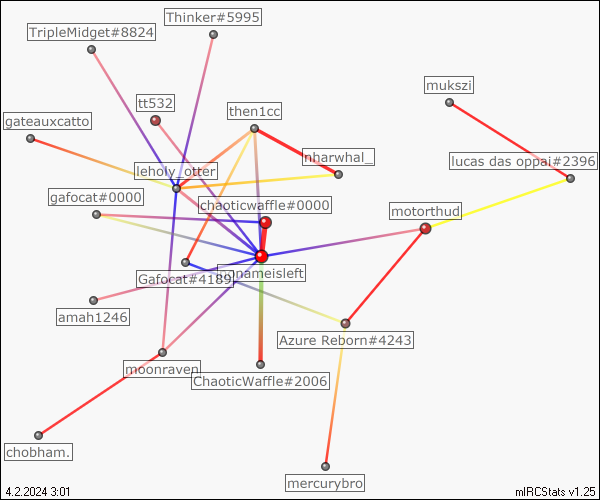 Thinker#5995
TripleMidget#8824
mukszi
tt532
then1cc
gateauxcatto
nharwhal_
lucas das oppai#2396
leholy_otter
gafocat#0000
chaoticwaffle#0000
motorthud
Gafocat#4189
nameisleft
amah1246
Azure Reborn#4243
moonraven
ChaoticWaffle#2006
chobham.
mercurybro
4.2.2024 3:01
mIRCStats v1.25